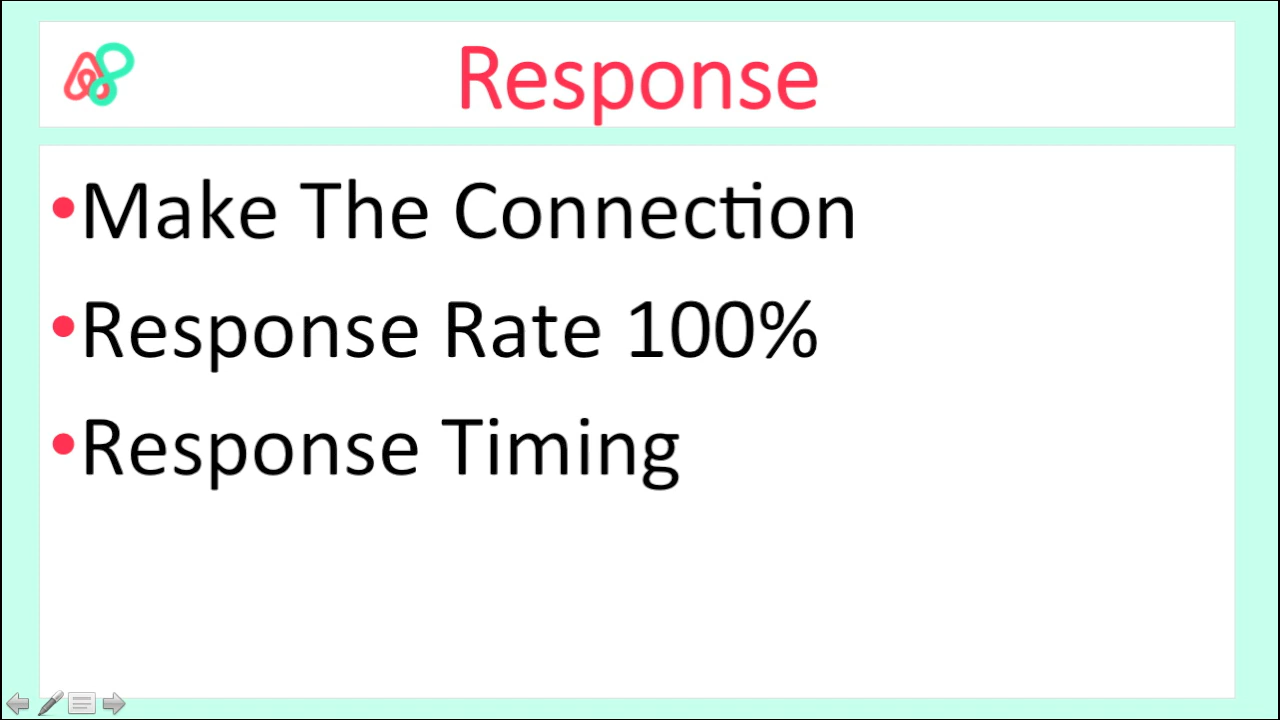 Response
•Make The Connection
•Response Rate 100%
•Response Timing